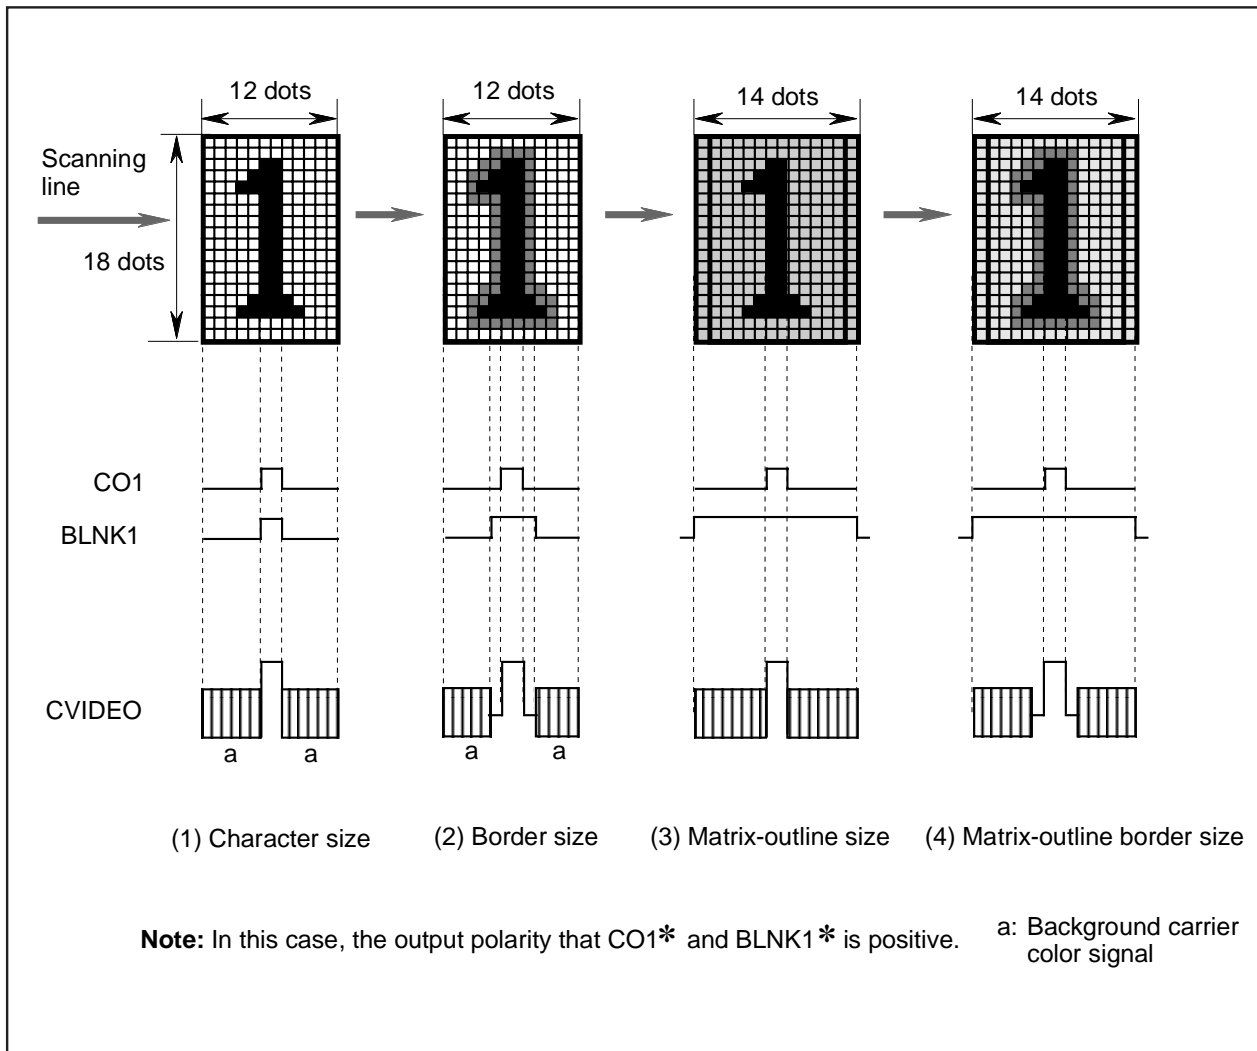 12 dots
12 dots
14 dots
14 dots
Scanning
line
18 dots
CO1
BLNK1
CVIDEO
a
a
a
a
(1) Character size
(2) Border size
(3) Matrix-outline size
(4) Matrix-outline border size
Note: In this case, the output polarity that CO1* and BLNK1* is positive.
a: Background carrier
color signal